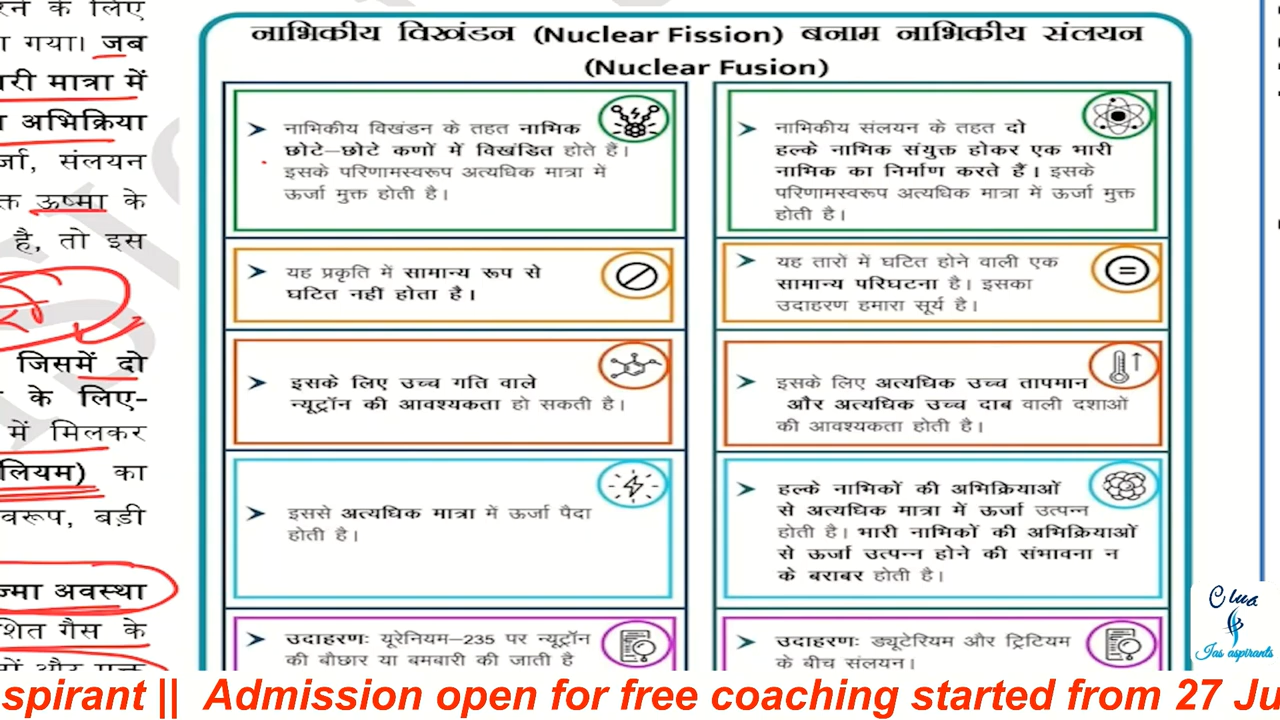 रने के लिए
गया। जब
री मात्रा में
अभिक्रिया
र्जा, संलयन
ऊष्मा के
है, तो इस
जिसमें दो
के लिए-
में मिलकर
लियम) का
वरूप, बड़ी
ज्मा अवस्था
शित गैस के
नाभिकीय विखंडन (Nuclear Fission) बनाम नाभिकीय संलयन
(Nuclear Fusion)
नाभिकीय विखंडन के तहत नाभिक
छोटे-छोटे कणों में विखंडित होते हैं।
इसके परिणामस्वरूप अत्यधिक मात्रा में
ऊर्जा मुक्त होती है।
नाभिकीय संलयन के तहत दो
हल्के नाभिक संयुक्त होकर एक भारी
नाभिक का निर्माण करते हैं। इसके
परिणामस्वरूप अत्यधिक मात्रा में ऊर्जा मुक्त
होती है।
यह प्रकृति में सामान्य रूप से
घटित नहीं होता है।
यह तारों में घटित होने वाली एक
सामान्य परिघटना है। इसका
उदाहरण हमारा सूर्य है।
इसके लिए उच्च गति वाले
न्यूट्रॉन की आवश्यकता हो सकती है।
इसके लिए अत्यधिक उच्च तापमान
और अत्यधिक उच्च दाब वाली दशाओं
की आवश्यकता होती है।
इससे अत्यधिक मात्रा में ऊर्जा पैदा
होती है।
हल्के नाभिकों की अभिक्रियाओं
से अत्यधिक मात्रा में ऊर्जा उत्पन्न
होती है। भारी नाभिकों की अभिक्रियाओं
से ऊर्जा उत्पन्न होने की संभावना न
के बराबर होती है।
उदाहरणः यूरेनियम-235 पर न्यूट्रॉन
की बौछार या बमबारी की जाती है
उदाहरणः ड्यूटेरियम और ट्रिटियम
के बीच संलयन।
Ias aspirants
spirant || Admission open for free coaching started from 27 Ju